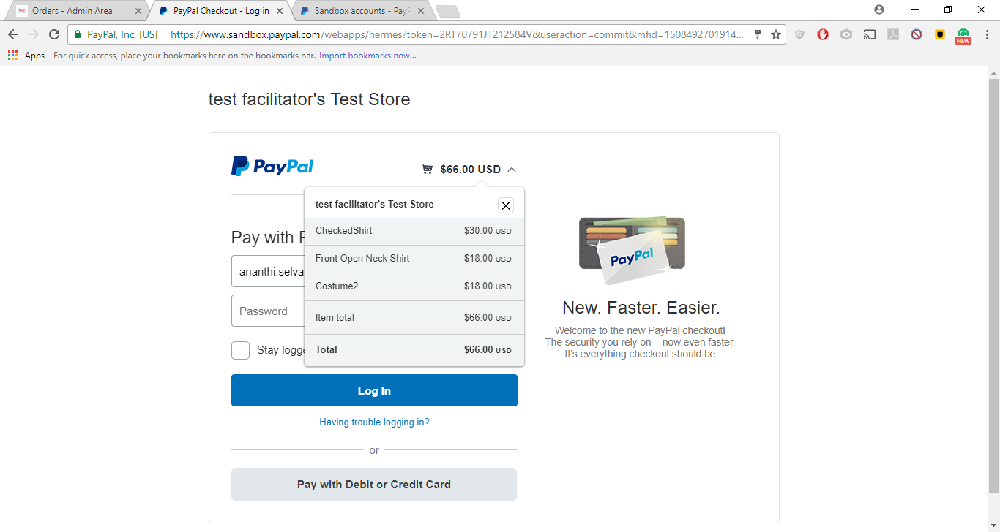 Orders - Admin Area
PayPal Checkout - Log in
Sandbox accounts - PayP
PayPal, Inc. [US]
https://www.sandbox.paypal.com/webapps/hermes?token=2RT70791JT212584V&useraction=commit&mfid=1508492701914...
NEW
Apps
For quick access, place your bookmarks here on the bookmarks bar. Import bookmarks now...
test facilitator's Test Store
PayPal
$66.00 USD
test facilitator's Test Store
CheckedShirt $30.00 USD
Front Open Neck Shirt $18.00 USD
Costume2 $18.00 USD
Item total $66.00 USD
Total $66.00 USD
Pay with
ananthi.selva
Password
Stay logge
Log In
Having trouble logging in?
or
Pay with Debit or Credit Card
PayPal
New. Faster. Easier.
Welcome to the new PayPal checkout!
The security you rely on – now even faster.
It's everything checkout should be.